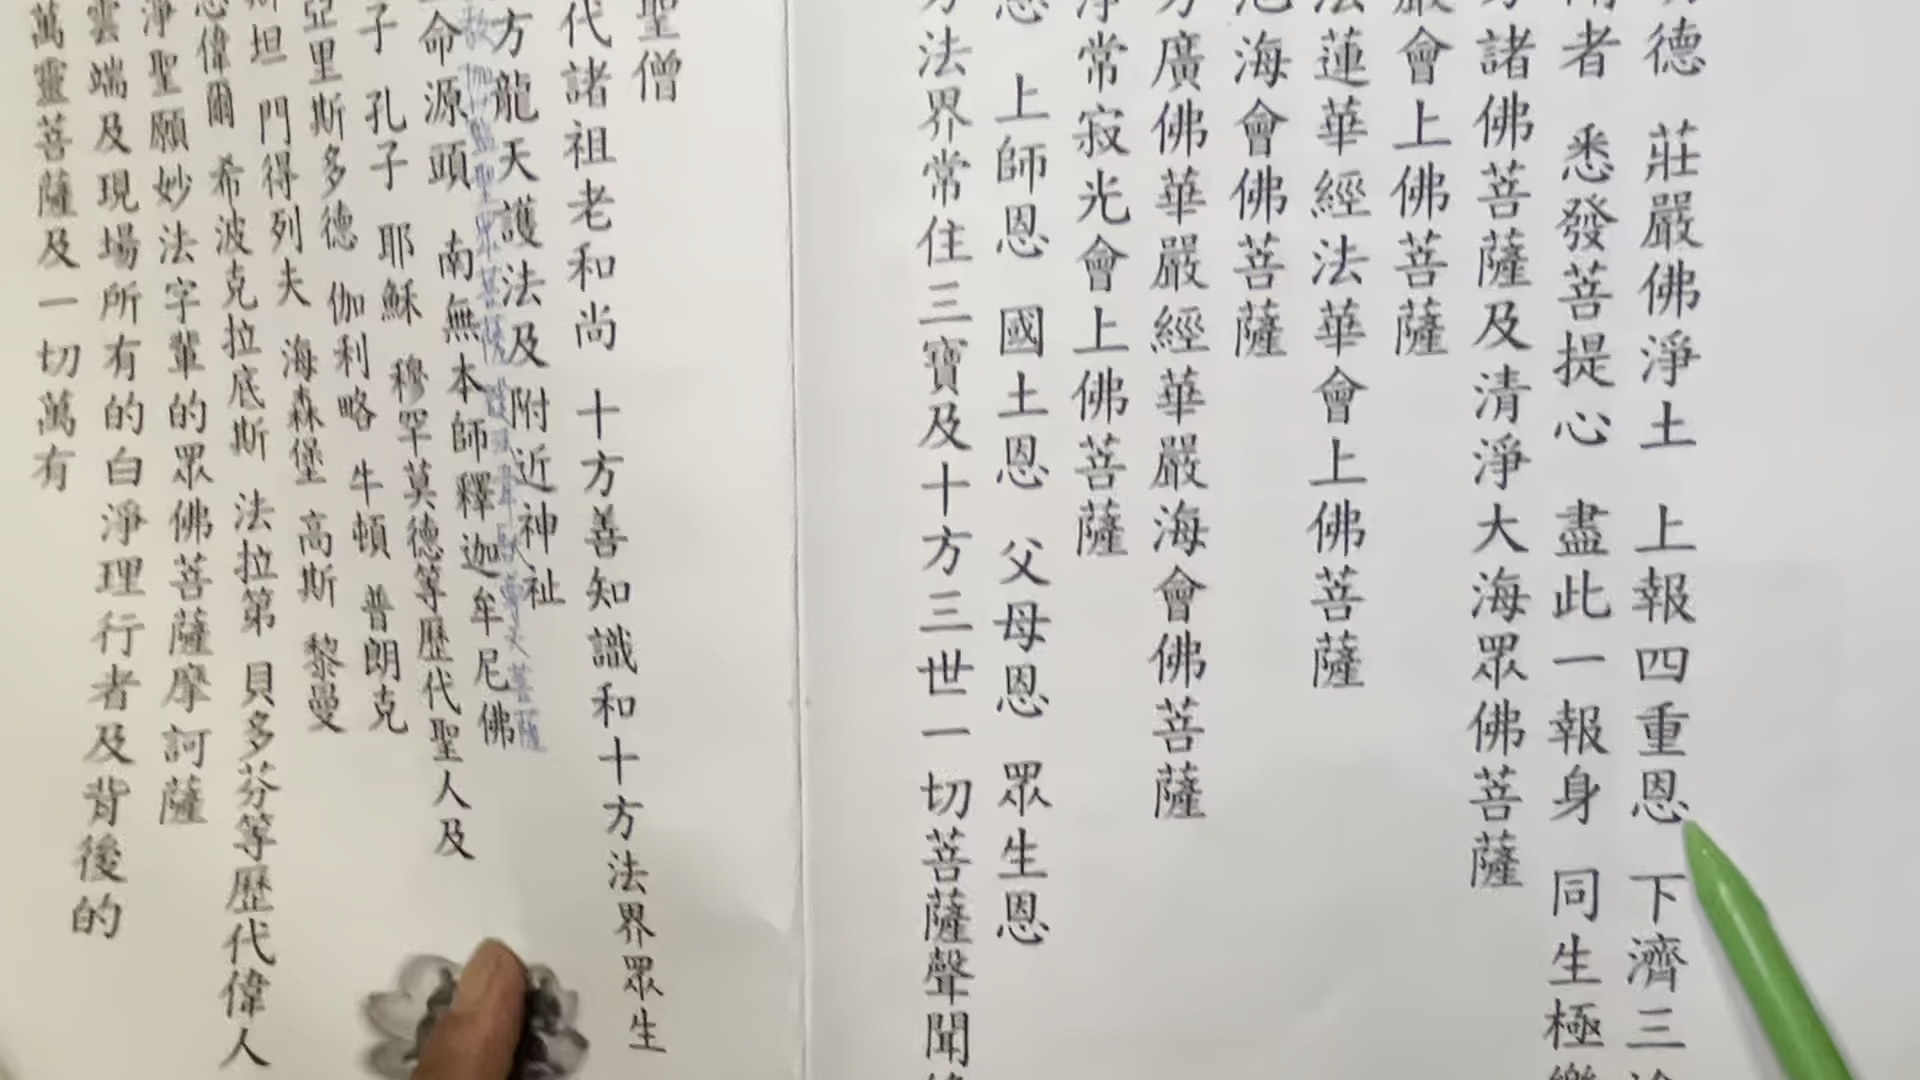 德 莊嚴佛淨土 上報四重恩 下濟三
者 悉發菩提心 盡此一報身 同生極
諸佛菩薩及清淨大海眾佛菩薩
嚴會上佛菩薩
法蓮華經法華會上佛菩薩
海會佛菩薩
方廣佛華嚴經華嚴海會佛菩薩
淨常寂光會上佛菩薩
恩 上師恩 國土恩 父母恩 眾生恩
方法界常住三寶及十方三世一切菩薩聲聞
聖僧
代諸祖老和尚 十方善知識和十方法界眾生
方龍天護法及附近神祉
命源頭 南無本師釋迦牟尼佛
子 孔子 耶穌 穆罕莫德等歷代聖人及
亞里斯多德 伽利略 牛頓 普朗克
斯坦 門得列夫 海森堡 高斯 黎曼
偉爾 希波克拉底斯 法拉第 貝多芬等歷代偉人
淨聖願妙法字輩的眾佛菩薩摩訶薩
雲端及現場所有的白淨理行者及背後的
萬靈菩薩及一切萬有